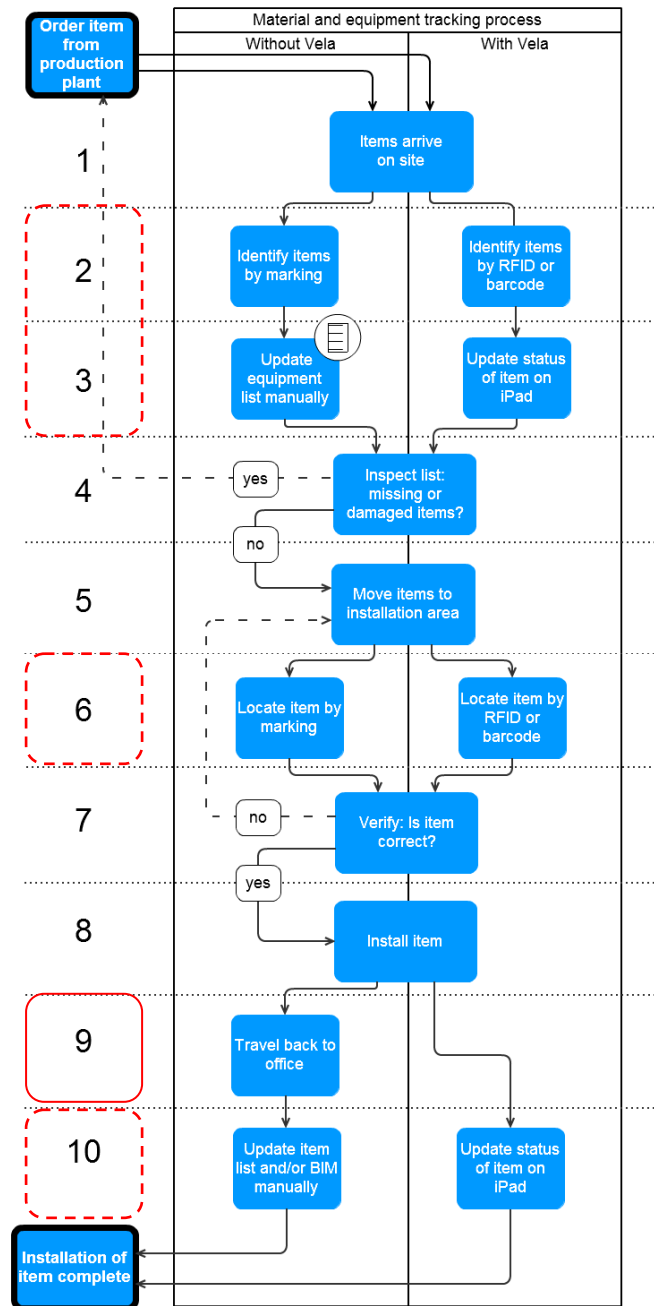 Order item
from
production
plant
Material and equipment tracking process
Without Vela
With Vela
1
Items arrive
on site
2
Identify items
by marking
Identify items
by RFID or
barcode
3
Update
equipment
list manually
Update status
of item on
iPad
4
yes
Inspect list:
missing or
damaged items?
no
5
Move items to
installation area
6
Locate item by
marking
Locate item by
RFID or
barcode
7
no
Verify: Is item
correct?
yes
8
Install item
9
Travel back to
office
10
Update item
list and/or BIM
manually
Update status
of item on
iPad
Installation of
item complete